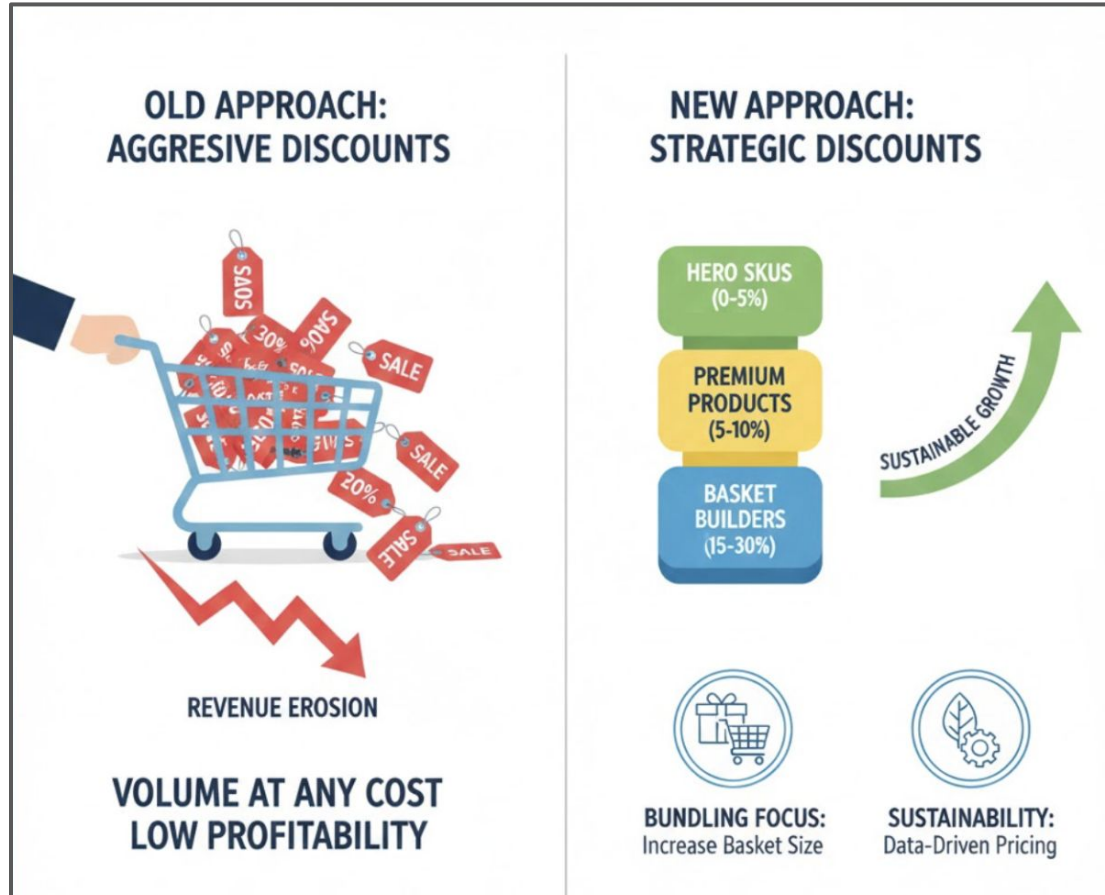 OLD APPROACH:
AGGRESIVE DISCOUNTS
30%
SALE
SALE
20%
SALE
SALE
REVENUE EROSION
VOLUME AT ANY COST
LOW PROFITABILITY
NEW APPROACH:
STRATEGIC DISCOUNTS
HERO SKUS
(0-5%)
PREMIUM
PRODUCTS
(5-10%)
BASKET
BUILDERS
(15-30%)
SUSTAINABLE GROWTH
BUNDLING FOCUS:
Increase Basket Size
SUSTAINABILITY:
Data-Driven Pricing